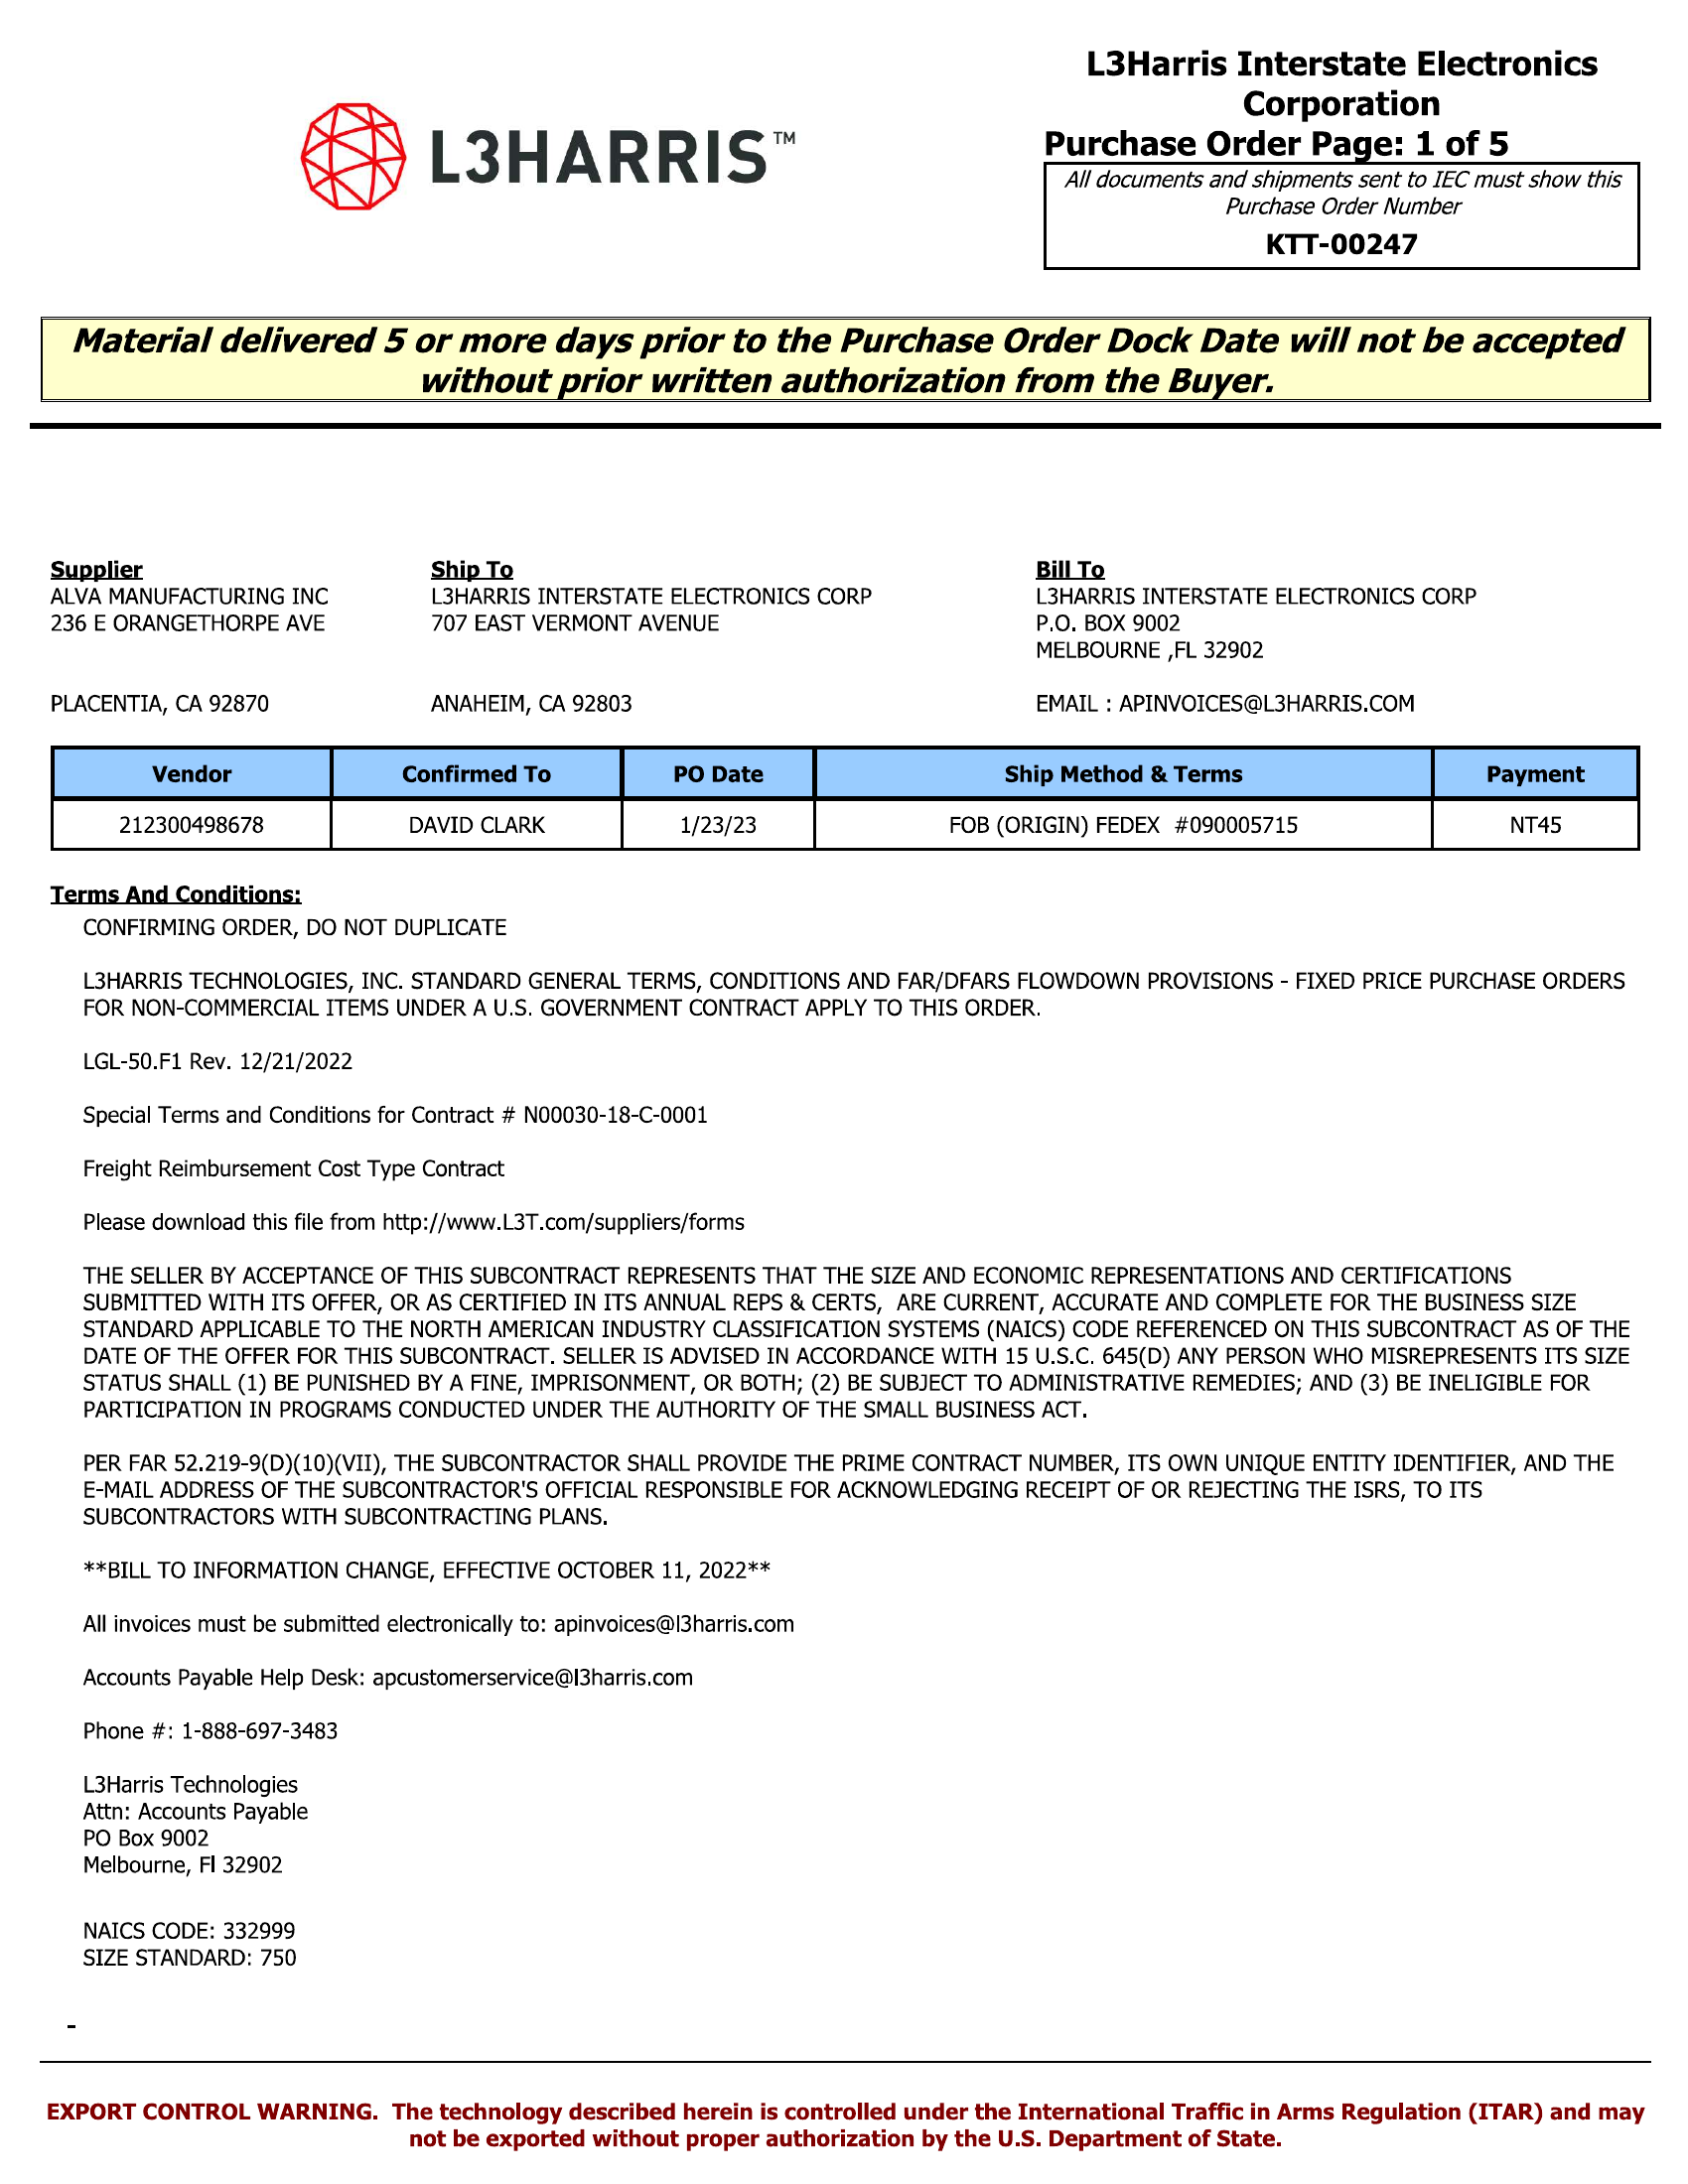 L3Harris Interstate Electronics
Corporation
Purchase Order Page: 1 of 5
L3HARRIS™
All documents and shipments sent to IEC must show this
Purchase Order Number
KTT-00247
Material delivered 5 or more days prior to the Purchase Order Dock Date will not be accepted
without prior written authorization from the Buyer.
Supplier
ALVA MANUFACTURING INC
236 E ORANGETHORPE AVE
PLACENTIA, CA 92870
Ship To
L3HARRIS INTERSTATE ELECTRONICS CORP
707 EAST VERMONT AVENUE
ANAHEIM, CA 92803
Bill To
L3HARRIS INTERSTATE ELECTRONICS CORP
P.O. BOX 9002
MELBOURNE ,FL 32902
EMAIL : APINVOICES@L3HARRIS.COM
Vendor Confirmed To PO Date Ship Method & Terms Payment
212300498678 DAVID CLARK 1/23/23 FOB (ORIGIN) FEDEX #090005715 NT45
Terms And Conditions:
CONFIRMING ORDER, DO NOT DUPLICATE
L3HARRIS TECHNOLOGIES, INC. STANDARD GENERAL TERMS, CONDITIONS AND FAR/DFARS FLOWDOWN PROVISIONS - FIXED PRICE PURCHASE ORDERS
FOR NON-COMMERCIAL ITEMS UNDER A U.S. GOVERNMENT CONTRACT APPLY TO THIS ORDER.
LGL-50.F1 Rev. 12/21/2022
Special Terms and Conditions for Contract # N00030-18-C-0001
Freight Reimbursement Cost Type Contract
Please download this file from http://www.L3T.com/suppliers/forms
THE SELLER BY ACCEPTANCE OF THIS SUBCONTRACT REPRESENTS THAT THE SIZE AND ECONOMIC REPRESENTATIONS AND CERTIFICATIONS
SUBMITTED WITH ITS OFFER, OR AS CERTIFIED IN ITS ANNUAL REPS & CERTS, ARE CURRENT, ACCURATE AND COMPLETE FOR THE BUSINESS SIZE
STANDARD APPLICABLE TO THE NORTH AMERICAN INDUSTRY CLASSIFICATION SYSTEMS (NAICS) CODE REFERENCED ON THIS SUBCONTRACT AS OF THE
DATE OF THE OFFER FOR THIS SUBCONTRACT. SELLER IS ADVISED IN ACCORDANCE WITH 15 U.S.C. 645(D) ANY PERSON WHO MISREPRESENTS ITS SIZE
STATUS SHALL (1) BE PUNISHED BY A FINE, IMPRISONMENT, OR BOTH; (2) BE SUBJECT TO ADMINISTRATIVE REMEDIES; AND (3) BE INELIGIBLE FOR
PARTICIPATION IN PROGRAMS CONDUCTED UNDER THE AUTHORITY OF THE SMALL BUSINESS ACT.
PER FAR 52.219-9(D)(10)(VII), THE SUBCONTRACTOR SHALL PROVIDE THE PRIME CONTRACT NUMBER, ITS OWN UNIQUE ENTITY IDENTIFIER, AND THE
E-MAIL ADDRESS OF THE SUBCONTRACTOR'S OFFICIAL RESPONSIBLE FOR ACKNOWLEDGING RECEIPT OF OR REJECTING THE ISRS, TO ITS
SUBCONTRACTORS WITH SUBCONTRACTING PLANS.
**BILL TO INFORMATION CHANGE, EFFECTIVE OCTOBER 11, 2022**
All invoices must be submitted electronically to: apinvoices@l3harris.com
Accounts Payable Help Desk: apcustomerservice@l3harris.com
Phone #: 1-888-697-3483
L3Harris Technologies
Attn: Accounts Payable
PO Box 9002
Melbourne, Fl 32902
NAICS CODE: 332999
SIZE STANDARD: 750
-
EXPORT CONTROL WARNING. The technology described herein is controlled under the International Traffic in Arms Regulation (ITAR) and may
not be exported without proper authorization by the U.S. Department of State.